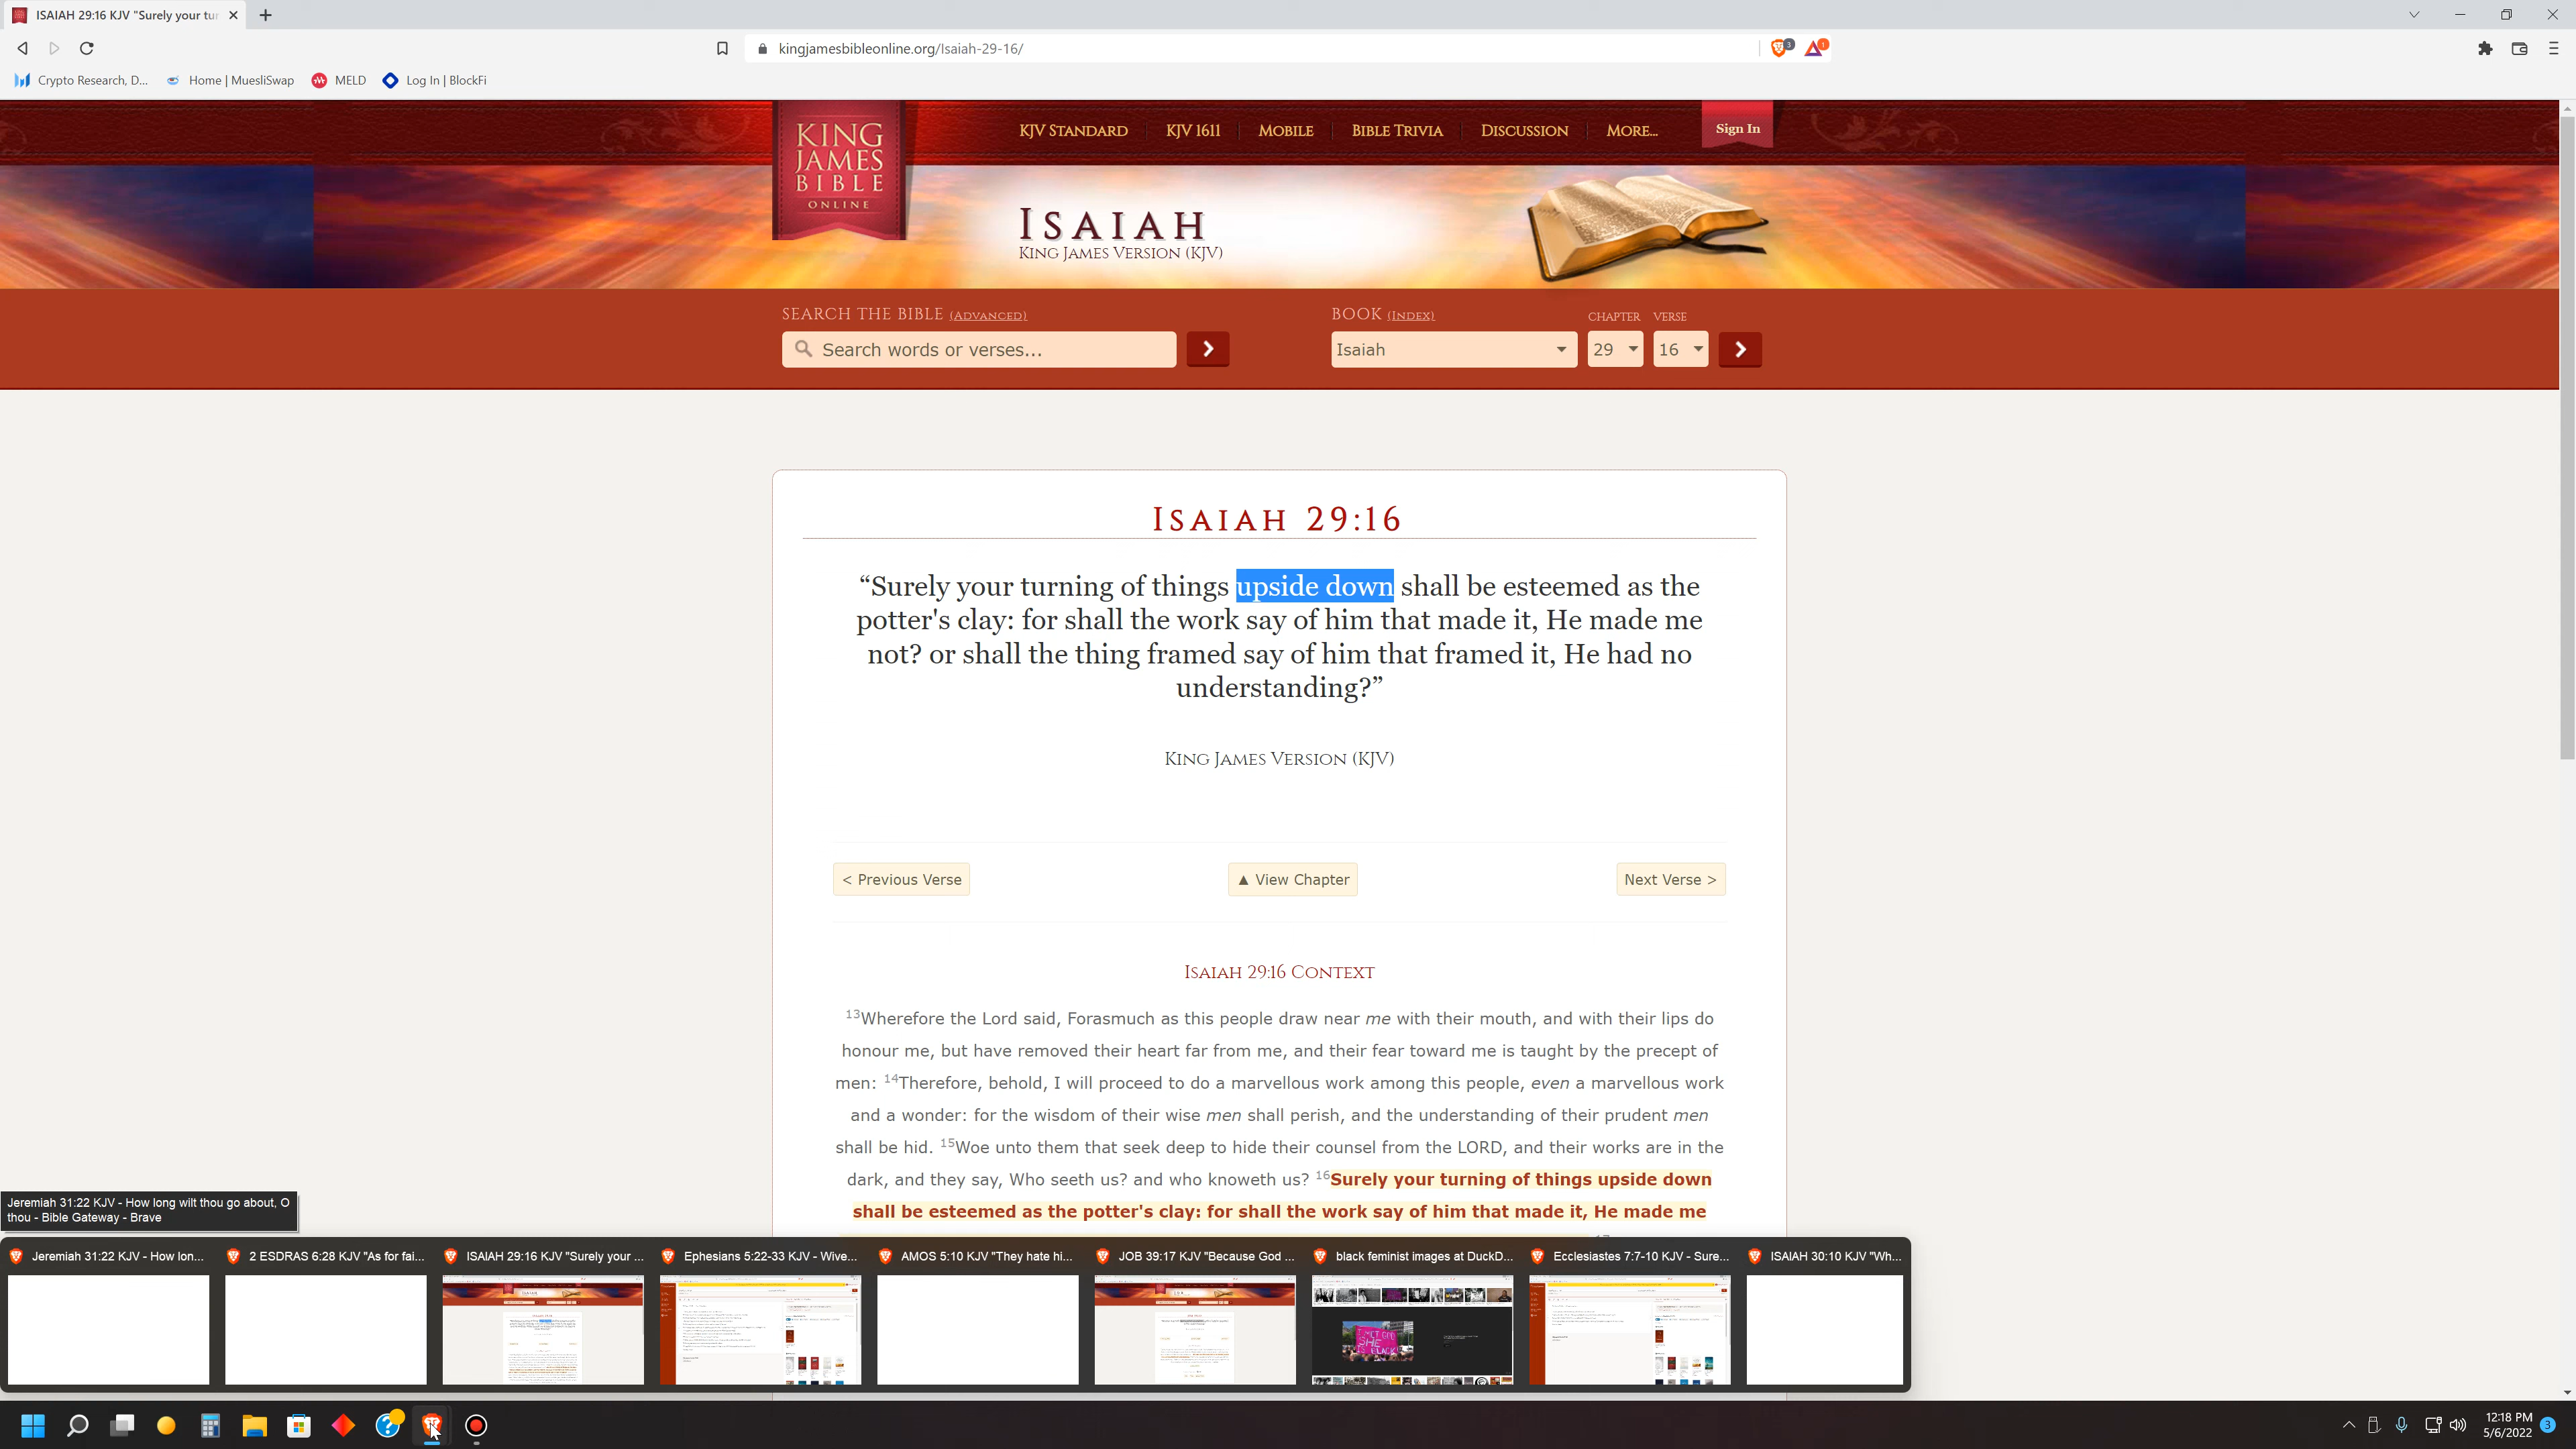 ISAIAH 29:16 KJV "Surely your tur
kingjamesbibleonline.org/Isaiah-29-16/
3
1
Crypto Research, D...
Home | MuesliSwap
MELD
Log In | BlockFi
KING
JAMES
BIBLE
ONLINE
KJV STANDARD
KJV 1611
MOBILE
BIBLE TRIVIA
DISCUSSION
MORE...
Sign In
ISAIAH
KING JAMES VERSION (KJV)
SEARCH THE BIBLE (ADVANCED)
BOOK (INDEX)
CHAPTER
VERSE
Search words or verses...
Isaiah
29
16
ISAIAH 29:16
“Surely your turning of things upside down shall be esteemed as the
potter's clay: for shall the work say of him that made it, He made me
not? or shall the thing framed say of him that framed it, He had no
understanding?”
KING JAMES VERSION (KJV)
< Previous Verse
▲ View Chapter
Next Verse >
ISAIAH 29:16 CONTEXT
13Wherefore the Lord said, Forasmuch as this people draw near me with their mouth, and with their lips do
honour me, but have removed their heart far from me, and their fear toward me is taught by the precept of
men: 14Therefore, behold, I will proceed to do a marvellous work among this people, even a marvellous work
and a wonder: for the wisdom of their wise men shall perish, and the understanding of their prudent men
shall be hid. 15Woe unto them that seek deep to hide their counsel from the LORD, and their works are in the
dark, and they say, Who seeth us? and who knoweth us? 16Surely your turning of things upside down
shall be esteemed as the potter's clay: for shall the work say of him that made it, He made me
Jeremiah 31:22 KJV - How long wilt thou go about, O
thou - Bible Gateway - Brave
Jeremiah 31:22 KJV - How lon...
2 ESDRAS 6:28 KJV "As for fai...
ISAIAH 29:16 KJV "Surely your ...
Ephesians 5:22-33 KJV - Wive...
AMOS 5:10 KJV "They hate hi...
JOB 39:17 KJV "Because God ...
black feminist images at DuckD...
Ecclesiastes 7:7-10 KJV - Sure...
ISAIAH 30:10 KJV "Wh...
I MET GOD
SHE
IS BLACK!
12:18 PM
5/6/2022
3